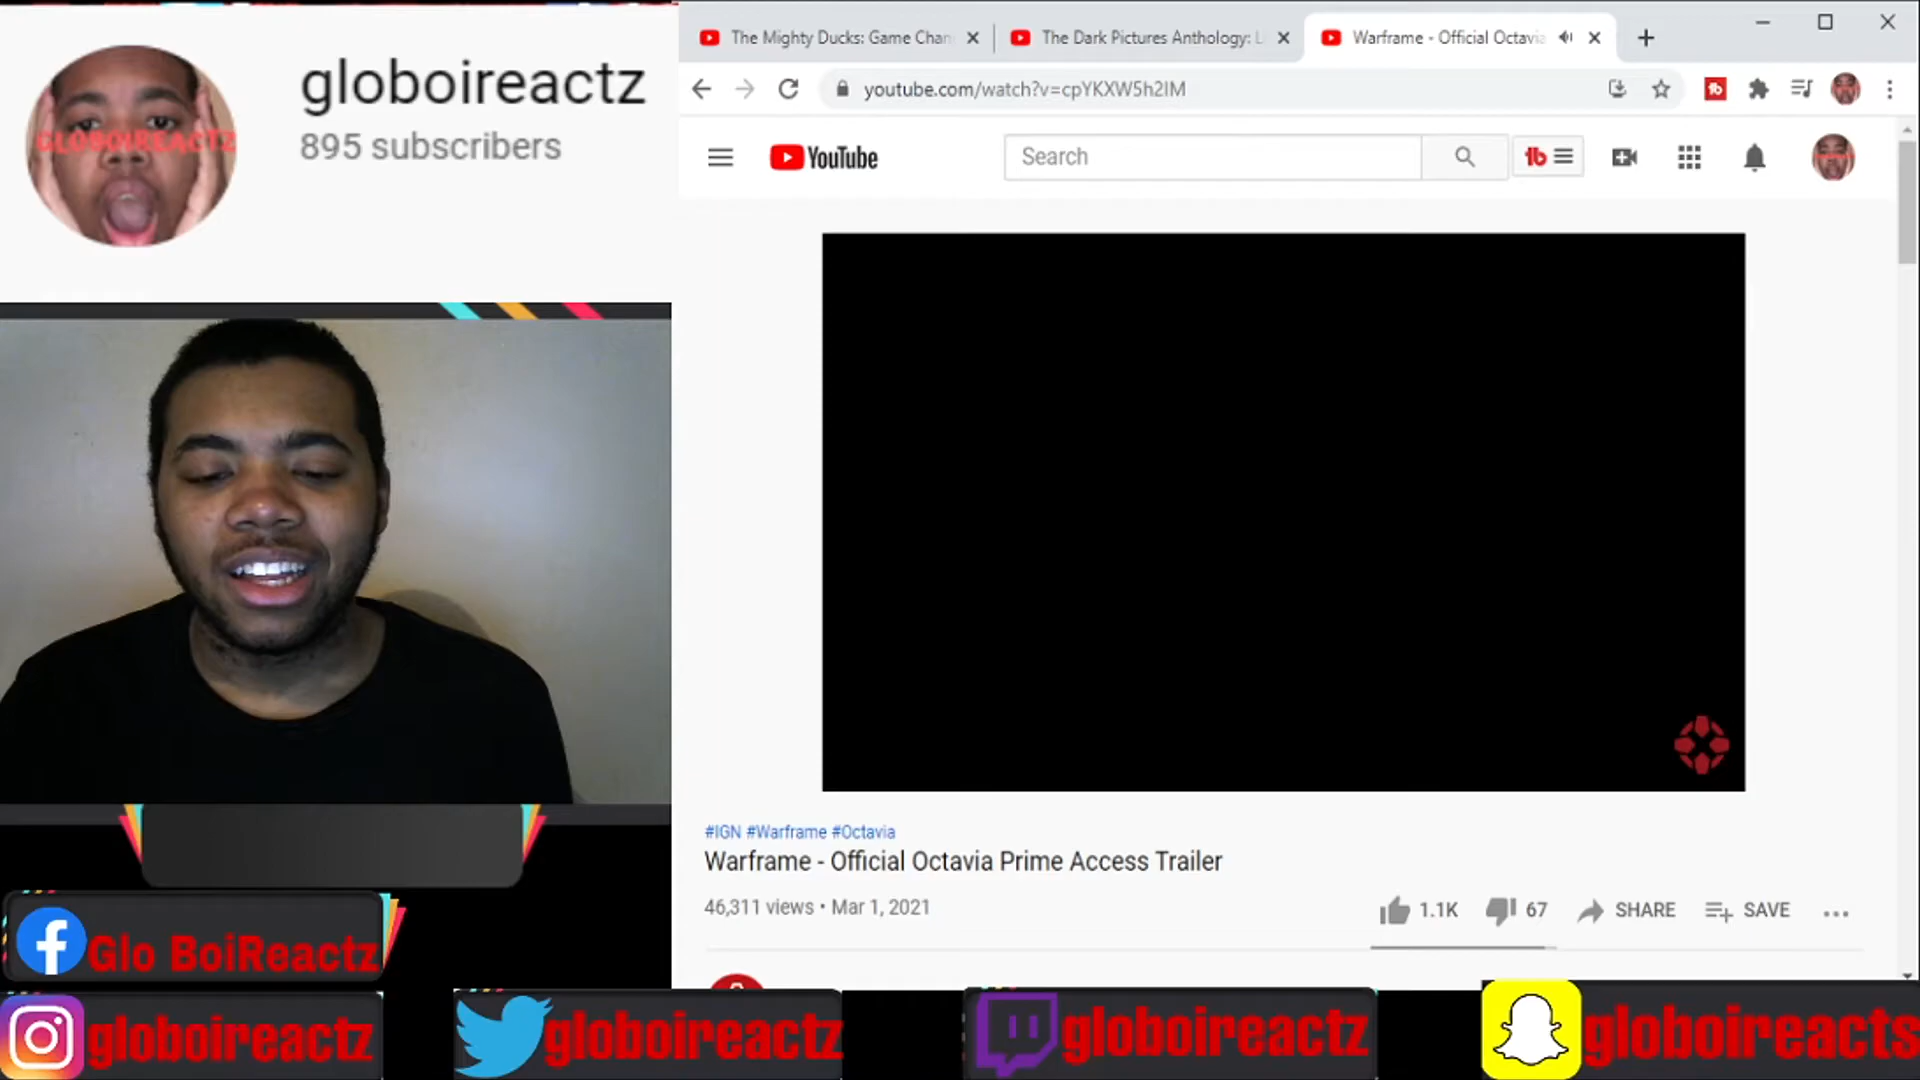 globoireactz
895 subscribers
GLOBOIREACTZ
The Mighty Ducks: Game Chan
The Dark Pictures Anthology: L
Warframe - Official Octavia
youtube.com/watch?v=cpYKXW5h2IM
YouTube
Search
#IGN #Warframe #Octavia
Warframe - Official Octavia Prime Access Trailer
46,311 views • Mar 1, 2021
1.1K
67
SHARE
SAVE
Glo BoiReactz
globoireactz
globoireactz
globoireactz
globoireacts